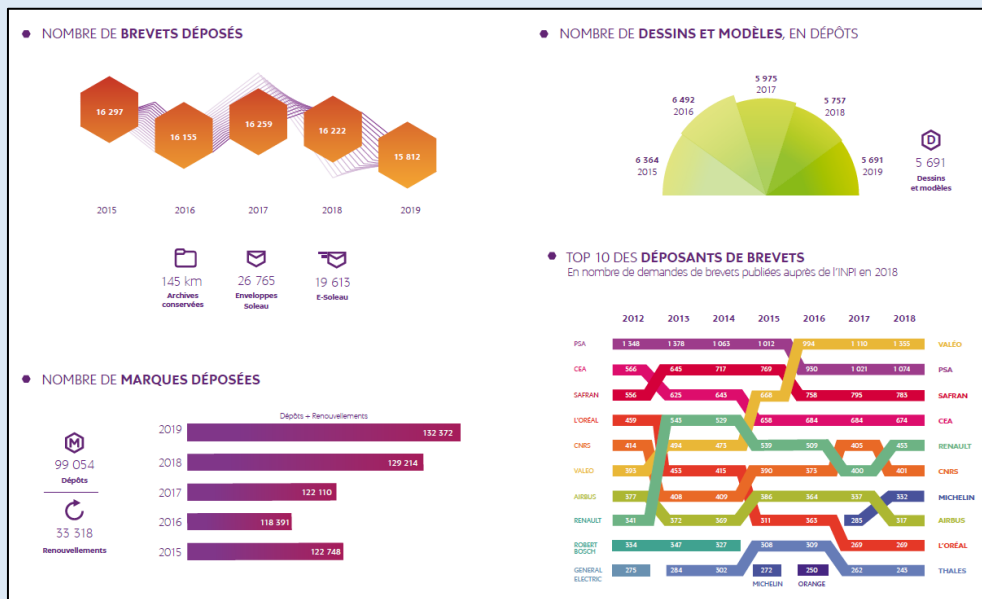 NOMBRE DE BREVETS DÉPOSÉS
16 297
16 155
16 259
16 222
15 812
2015 2016 2017 2018 2019
145 km 26 765 19 613
Archives conservées
Enveloppes Soleau
E-Soleau
NOMBRE DE MARQUES DÉPOSÉES
Dépôts + Renouvellements
99 054
Dépôts
33 318
Renouvellements
2019 132 372
2018 129 214
2017 122 110
2016 118 391
2015 122 748
NOMBRE DE DESSINS ET MODÈLES, EN DÉPÔTS
6 364
2015
6 492
2016
5 975
2017
5 757
2018
5 691
2019
D
5 691
Dessins
et modèles
TOP 10 DES DÉPOSANTS DE BREVETS
En nombre de demandes de brevets publiées auprès de l'INPI en 2018
2012 2013 2014 2015 2016 2017 2018
PSA 1 348 1 378 1 063 1 012 994 1 110 1 355 VALÉO
CEA 566 645 717 769 930 1 021 1 074 PSA
SAFRAN 556 625 643 668 758 795 783 SAFRAN
L'ORÉAL 459 543 529 658 684 684 674 CEA
CNRS 414 494 473 539 509 405 453 RENAULT
VALEO 393 453 415 390 373 400 401 CNRS
AIRBUS 377 408 409 386 364 337 332 MICHELIN
RENAULT 341 372 369 311 363 285 317 AIRBUS
ROBERT BOSCH 334 347 327 308 309 269 269 L'ORÉAL
GENERAL ELECTRIC 275 284 302 272 250 262 245 THALES
MICHELIN ORANGE